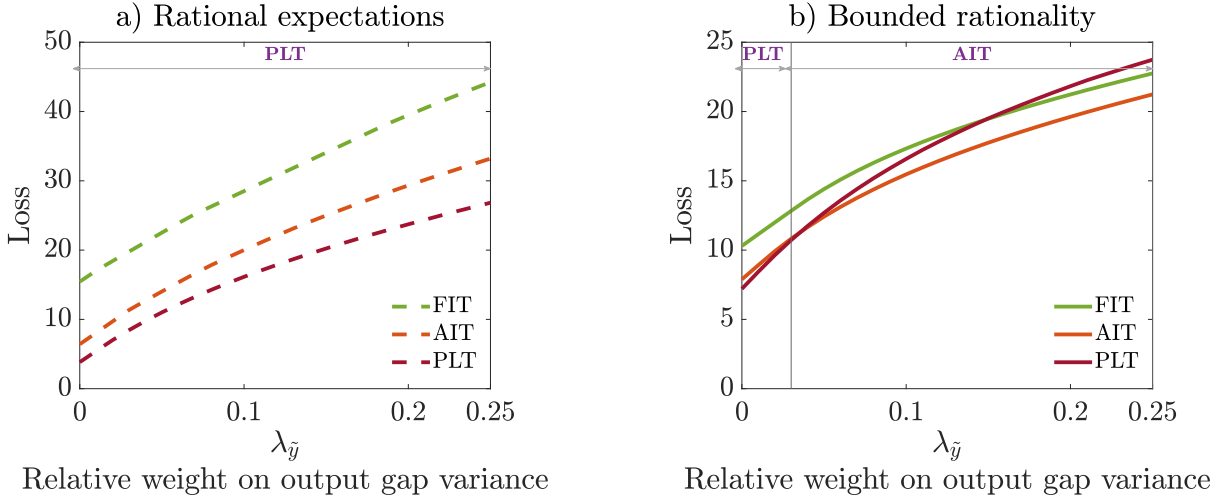 a) Rational expectations
50
PLT
40
30
Loss
20
10
0
FIT
AIT
PLT
0
0.1
0.2
0.25
λỹ
Relative weight on output gap variance
b) Bounded rationality
25
PLT
AIT
20
15
Loss
10
5
0
FIT
AIT
PLT
0
0.1
0.2
0.25
λỹ
Relative weight on output gap variance